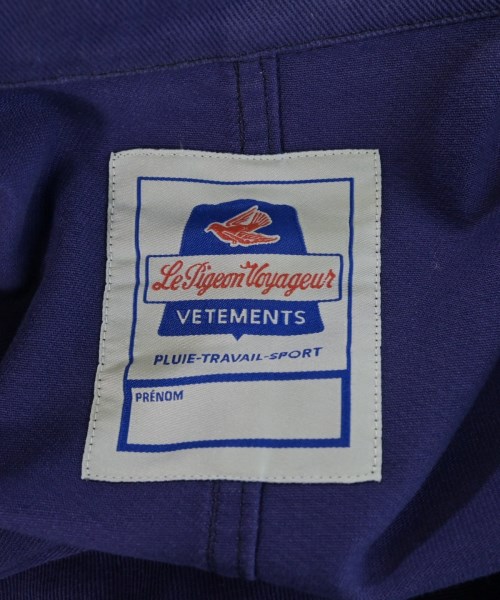 Le Pigeon Voyageur
VETEMENTS
PLUIE-TRAVAIL-SPORT
PRÉNOM